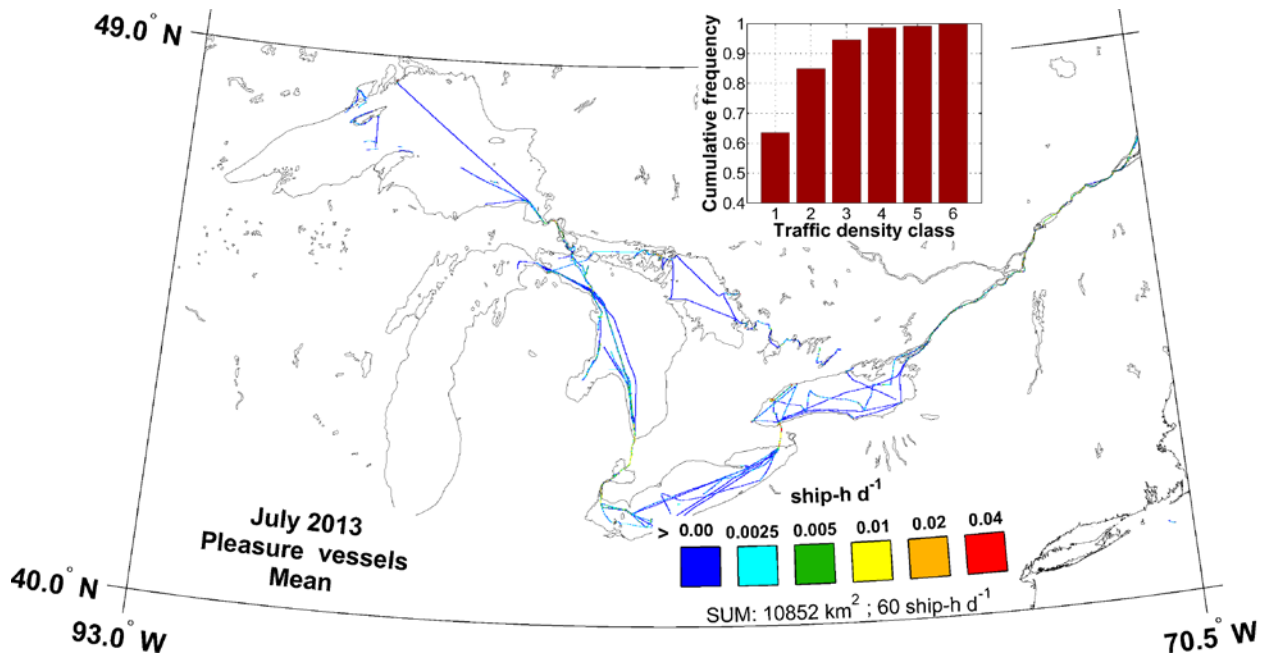 49.0° N
1
0.9
0.8
0.7
0.6
0.5
0.4
Cumulative frequency
1 2 3 4 5 6
Traffic density class
July 2013
Pleasure vessels
Mean
ship-h d⁻¹
> 0.00 0.0025 0.005 0.01 0.02 0.04
SUM: 10852 km² ; 60 ship-h d⁻¹
40.0° N
93.0° W
70.5° W